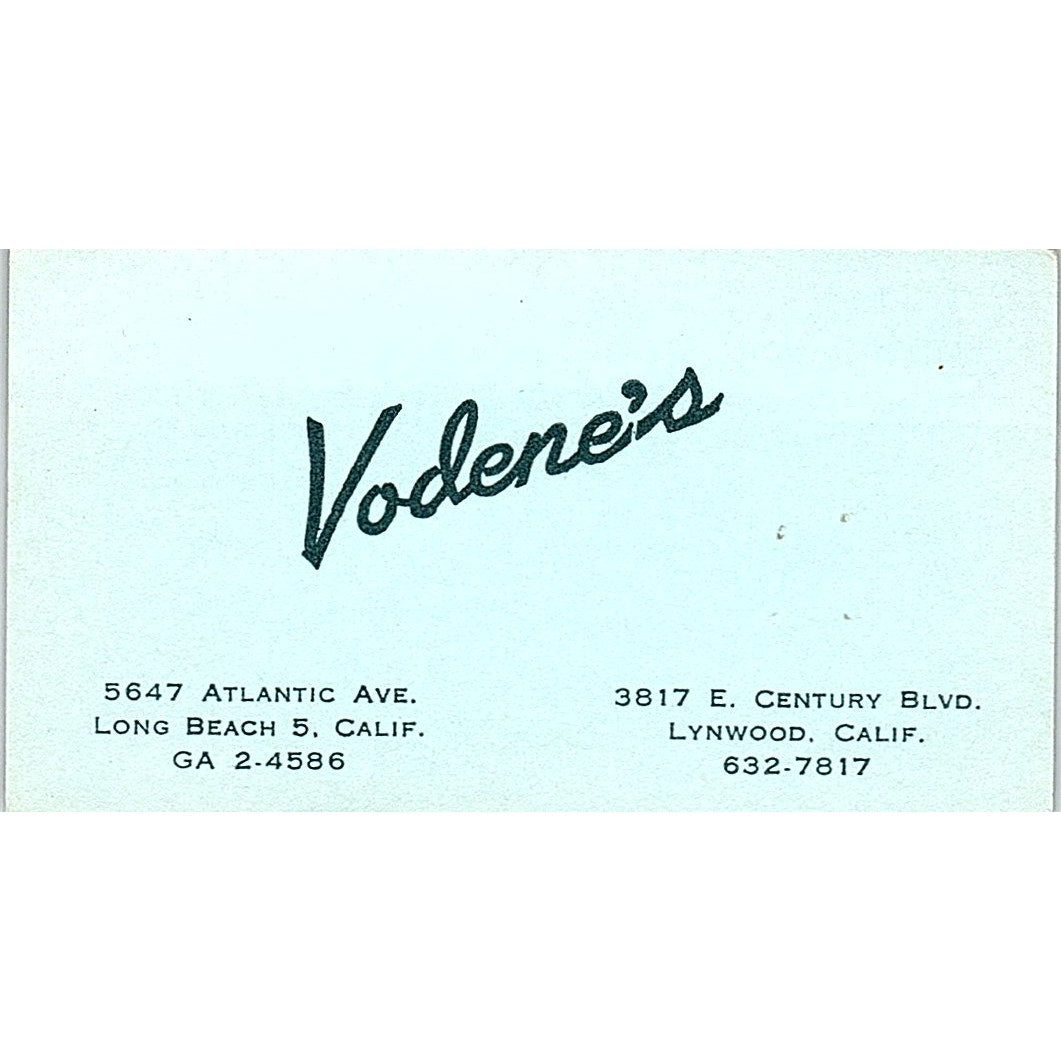 Vodene's
5647 Atlantic Ave.
Long Beach 5, Calif.
GA 2-4586
3817 E. Century Blvd.
Lynwood, Calif.
632-7817